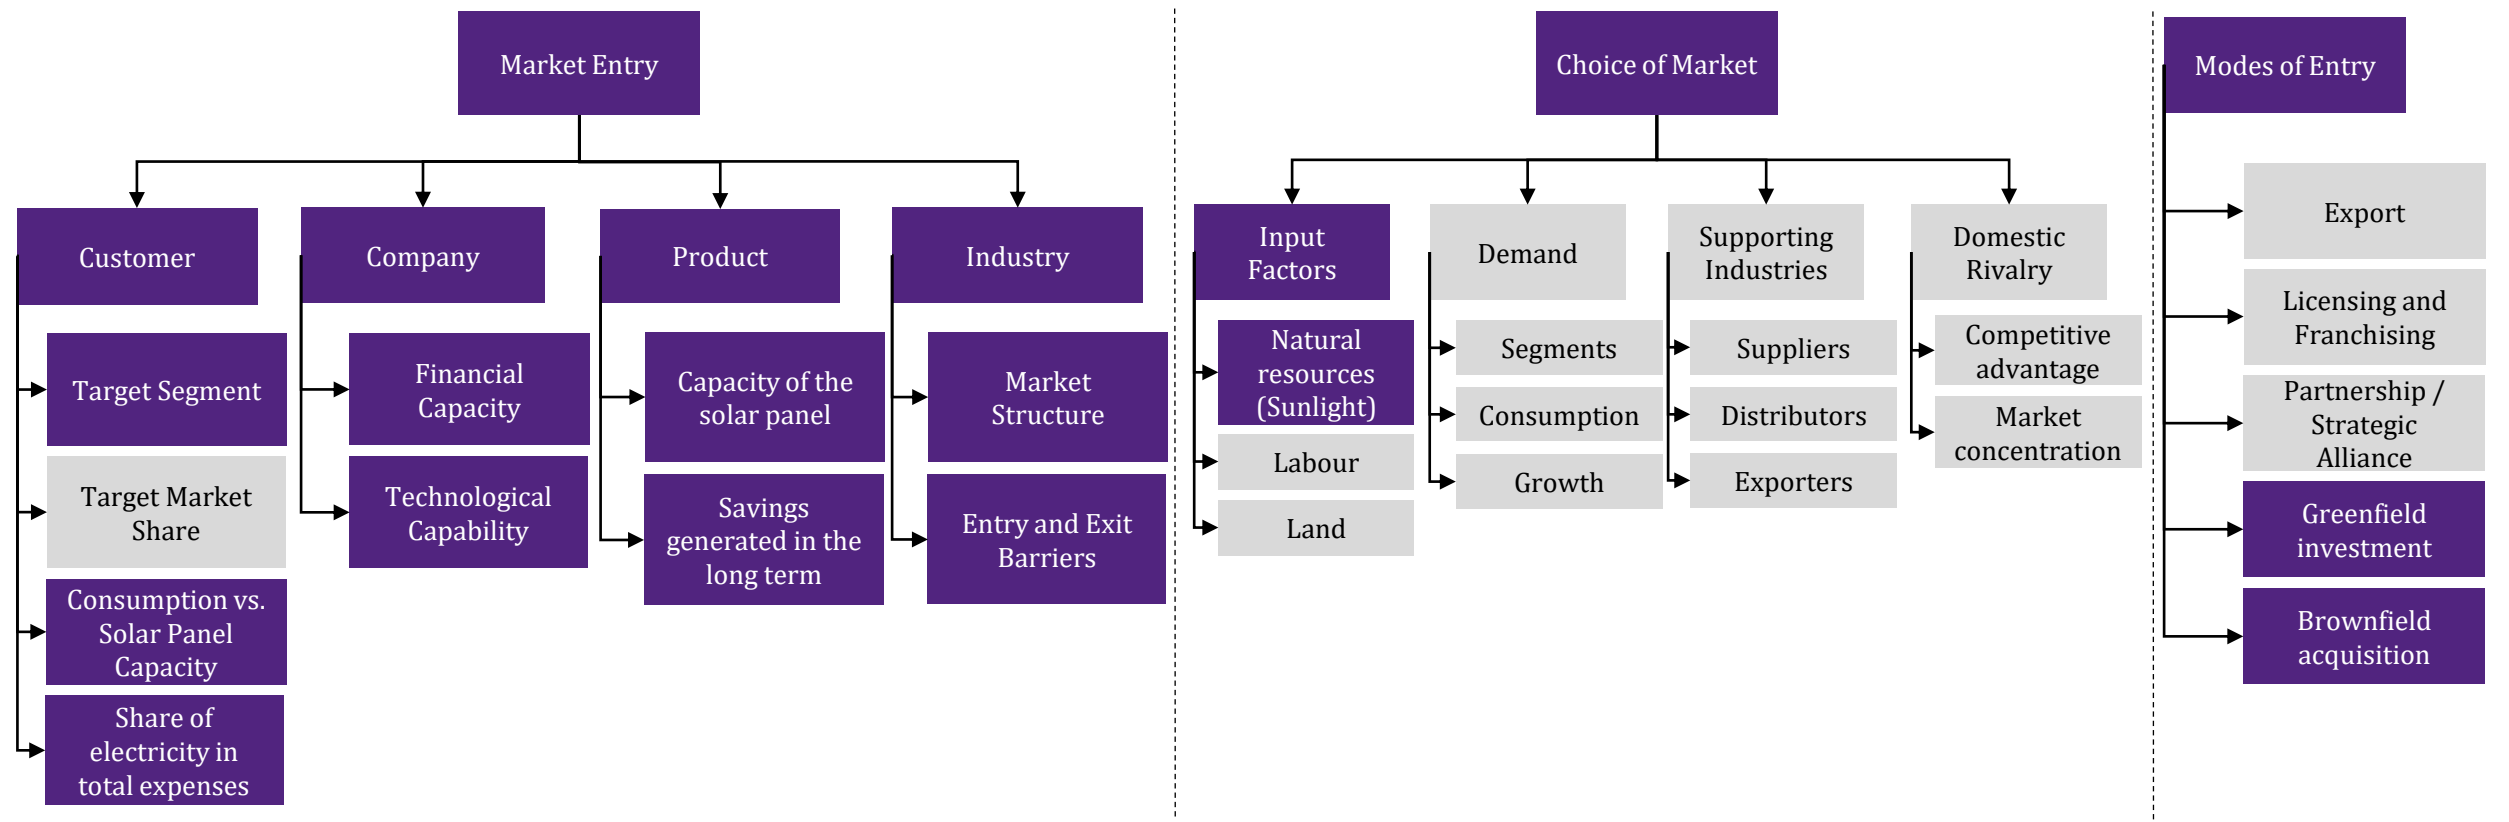 Market Entry
Customer
Target Segment
Target Market
Share
Consumption vs.
Solar Panel
Capacity
Share of
electricity in
total expenses
Company
Financial
Capacity
Technological
Capability
Product
Capacity of the
solar panel
Savings
generated in the
long term
Industry
Market
Structure
Entry and Exit
Barriers
Choice of Market
Input
Factors
Natural
resources
(Sunlight)
Labour
Land
Demand
Segments
Consumption
Growth
Supporting
Industries
Suppliers
Distributors
Exporters
Domestic
Rivalry
Competitive
advantage
Market
concentration
Modes of Entry
Export
Licensing and
Franchising
Partnership /
Strategic
Alliance
Greenfield
investment
Brownfield
acquisition